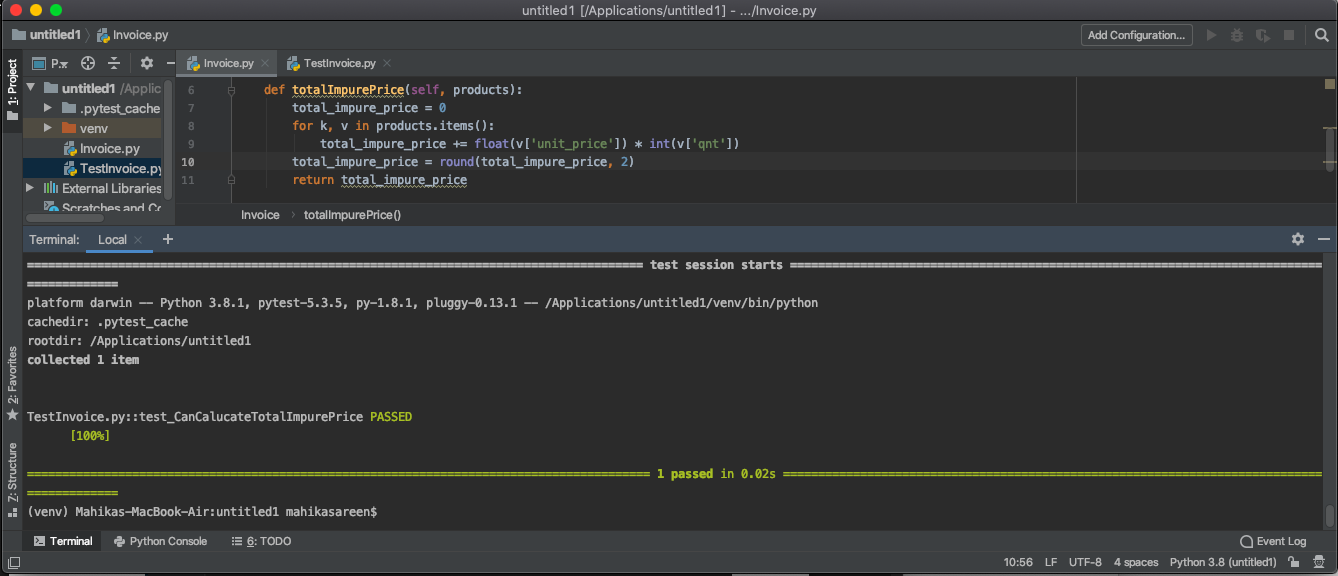 untitled1 [/Applications/untitled1] - .../Invoice.py
untitled1 Invoice.py Add Configuration...
1: Project
P.. Invoice.py TestInvoice.py
untitled1 /Applic
.pytest_cache
venv
Invoice.py
TestInvoice.py
External Libraries
Scratches and Co
6 def totalImpurePrice(self, products):
7 total_impure_price = 0
8 for k, v in products.items():
9 total_impure_price += float(v['unit_price']) * int(v['qnt'])
10 total_impure_price = round(total_impure_price, 2)
11 return total_impure_price
Invoice > totalImpurePrice()
Terminal: Local × +
test session starts
platform darwin -- Python 3.8.1, pytest-5.3.5, py-1.8.1, pluggy-0.13.1 -- /Applications/untitled1/venv/bin/python
cachedir: .pytest_cache
rootdir: /Applications/untitled1
collected 1 item
TestInvoice.py::test_CanCalucateTotalImpurePrice PASSED
[100%]
1 passed in 0.02s
(venv) Mahikas-MacBook-Air:untitled1 mahikasareen$
2: Favorites
7: Structure
Terminal Python Console 6: TODO Event Log
10:56 LF UTF-8 4 spaces Python 3.8 (untitled1)